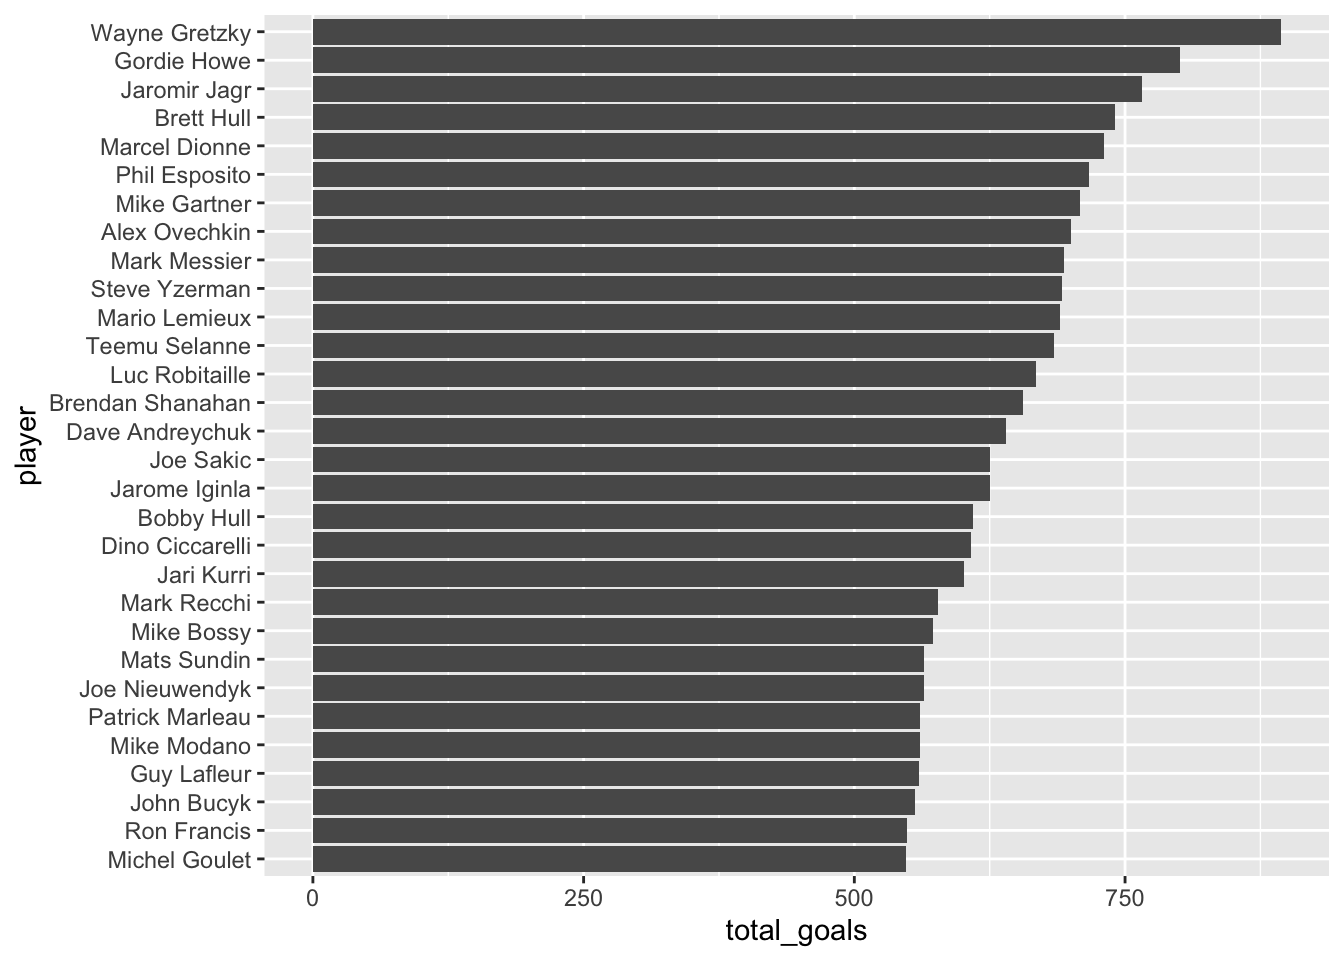 Wayne Gretzky
Gordie Howe
Jaromir Jagr
Brett Hull
Marcel Dionne
Phil Esposito
Mike Gartner
Alex Ovechkin
Mark Messier
Steve Yzerman
Mario Lemieux
Teemu Selanne
Luc Robitaille
Brendan Shanahan
Dave Andreychuk
Joe Sakic
Jarome Iginla
Bobby Hull
Dino Ciccarelli
Jari Kurri
Mark Recchi
Mike Bossy
Mats Sundin
Joe Nieuwendyk
Patrick Marleau
Mike Modano
Guy Lafleur
John Bucyk
Ron Francis
Michel Goulet
player
0 250 500 750
total_goals